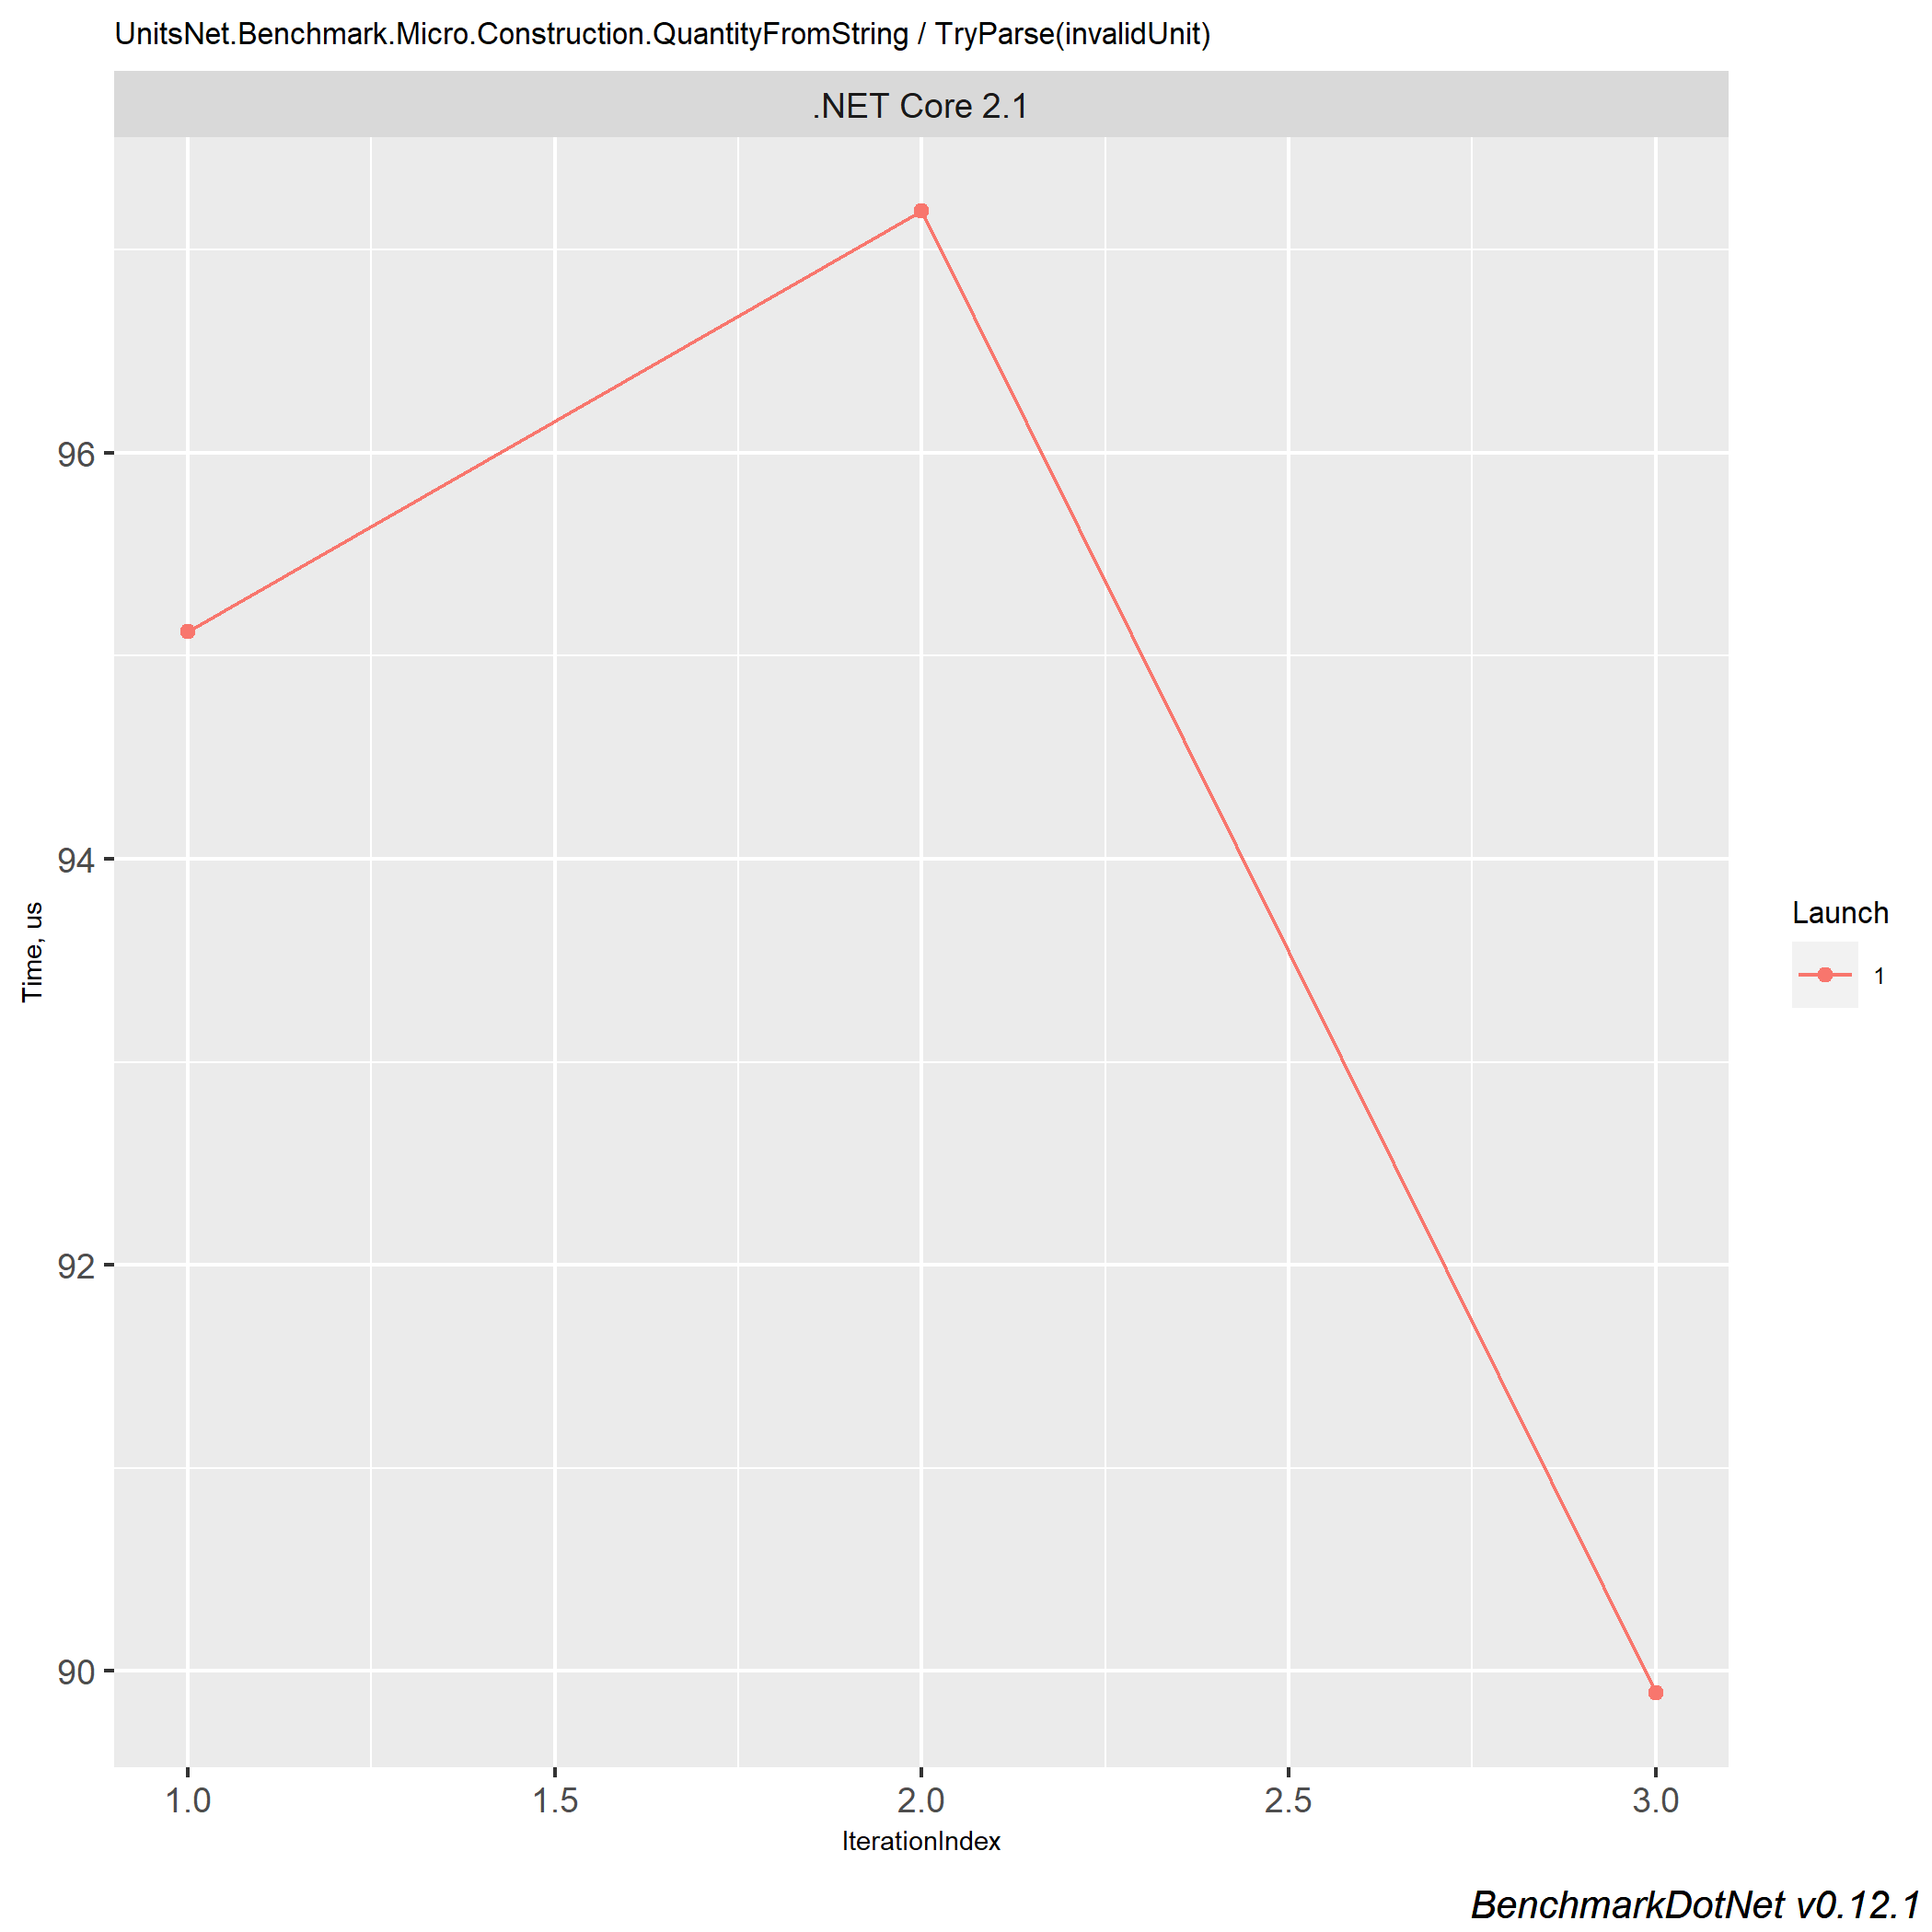 UnitsNet.Benchmark.Micro.Construction.QuantityFromString / TryParse(invalidUnit)
.NET Core 2.1
96
94
92
90
Time, us
Launch
1
1.0 1.5 2.0 2.5 3.0
IterationIndex
BenchmarkDotNet v0.12.1